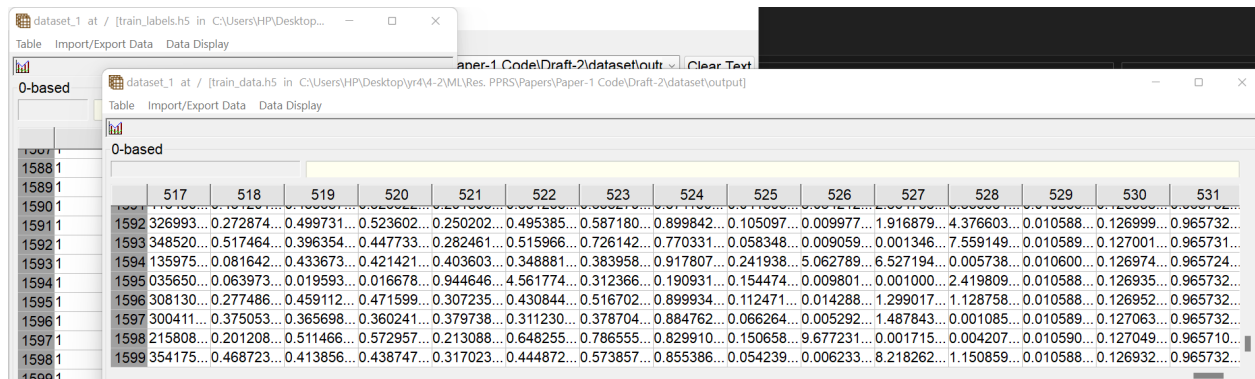 dataset_1 at / [train_labels.h5 in C:\Users\HP\Desktop...
Table Import/Export Data Data Display
Clear Text
0-based
dataset_1 at / [train_data.h5 in C:\Users\HP\Desktop\yr4\4-2\ML\Res. PPRS\Papers\Paper-1 Code\Draft-2\dataset\output]
Table Import/Export Data Data Display
0-based
1588 1
1589 1
1590 1
1591 1
1592 1
1593 1
1594 1
1595 1
1596 1
1597 1
1598 1
1599 1
517 518 519 520 521 522 523 524 525 526 527 528 529 530 531
1592 326993... 0.272874... 0.499731... 0.523602... 0.250202... 0.495385... 0.587180... 0.899842... 0.105097... 0.009977... 1.916879... 4.376603... 0.010588... 0.126999... 0.965732...
1593 348520... 0.517464... 0.396354... 0.447733... 0.282461... 0.515966... 0.726142... 0.770331... 0.058348... 0.009059... 0.001346... 7.559149... 0.010589... 0.127001... 0.965731...
1594 135975... 0.081642... 0.433673... 0.421421... 0.403603... 0.348881... 0.383958... 0.917807... 0.241938... 5.062789... 6.527194... 0.005738... 0.010600... 0.126974... 0.965724...
1595 035650... 0.063973... 0.019593... 0.016678... 0.944646... 4.561774... 0.312366... 0.190931... 0.154474... 0.009801... 0.001000... 2.419809... 0.010588... 0.126935... 0.965732...
1596 308130... 0.277486... 0.459112... 0.471599... 0.307235... 0.430844... 0.516702... 0.899934... 0.112471... 0.014288... 1.299017... 1.128758... 0.010588... 0.126952... 0.965732...
1597 300411... 0.375053... 0.365698... 0.360241... 0.379738... 0.311230... 0.378704... 0.884762... 0.066264... 0.005292... 1.487843... 0.001085... 0.010589... 0.127063... 0.965732...
1598 215808... 0.201208... 0.511466... 0.572957... 0.213088... 0.648255... 0.786555... 0.829910... 0.150658... 9.677231... 0.001715... 0.004207... 0.010590... 0.127049... 0.965710...
1599 354175... 0.468723... 0.413856... 0.438747... 0.317023... 0.444872... 0.573857... 0.855386... 0.054239... 0.006233... 8.218262... 1.150859... 0.010588... 0.126932... 0.965732...